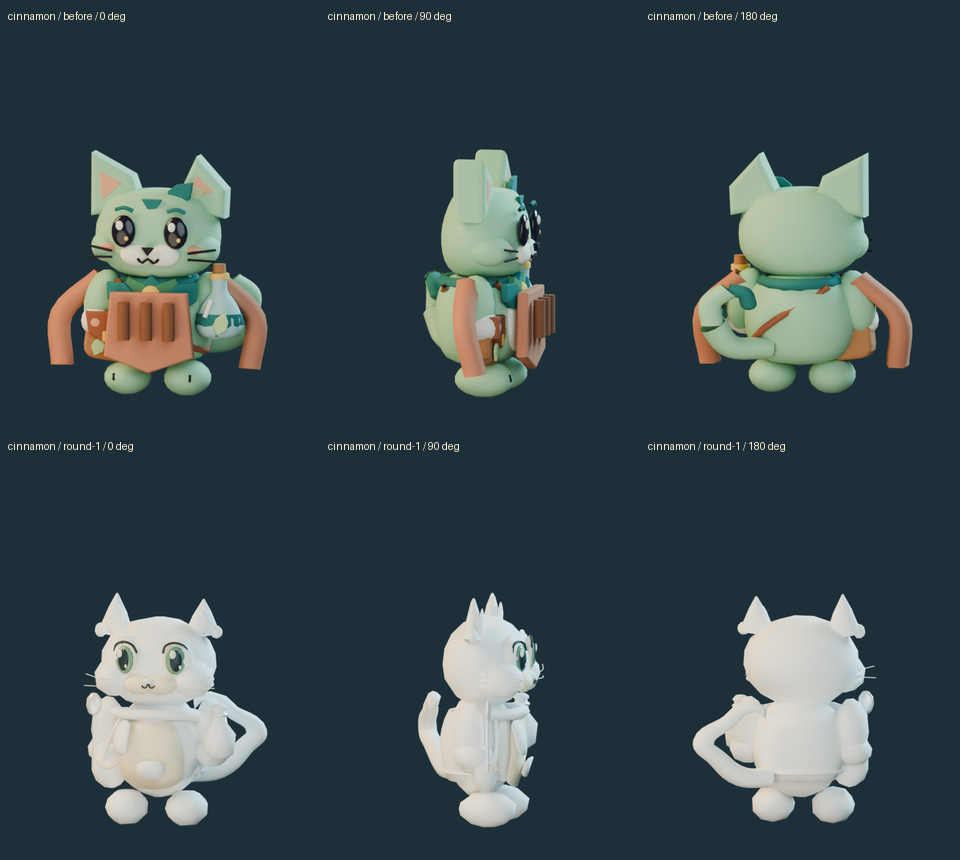 cinnamon / before / 0 deg
cinnamon / before / 90 deg
cinnamon / before / 180 deg
cinnamon / round-1 / 0 deg
cinnamon / round-1 / 90 deg
cinnamon / round-1 / 180 deg